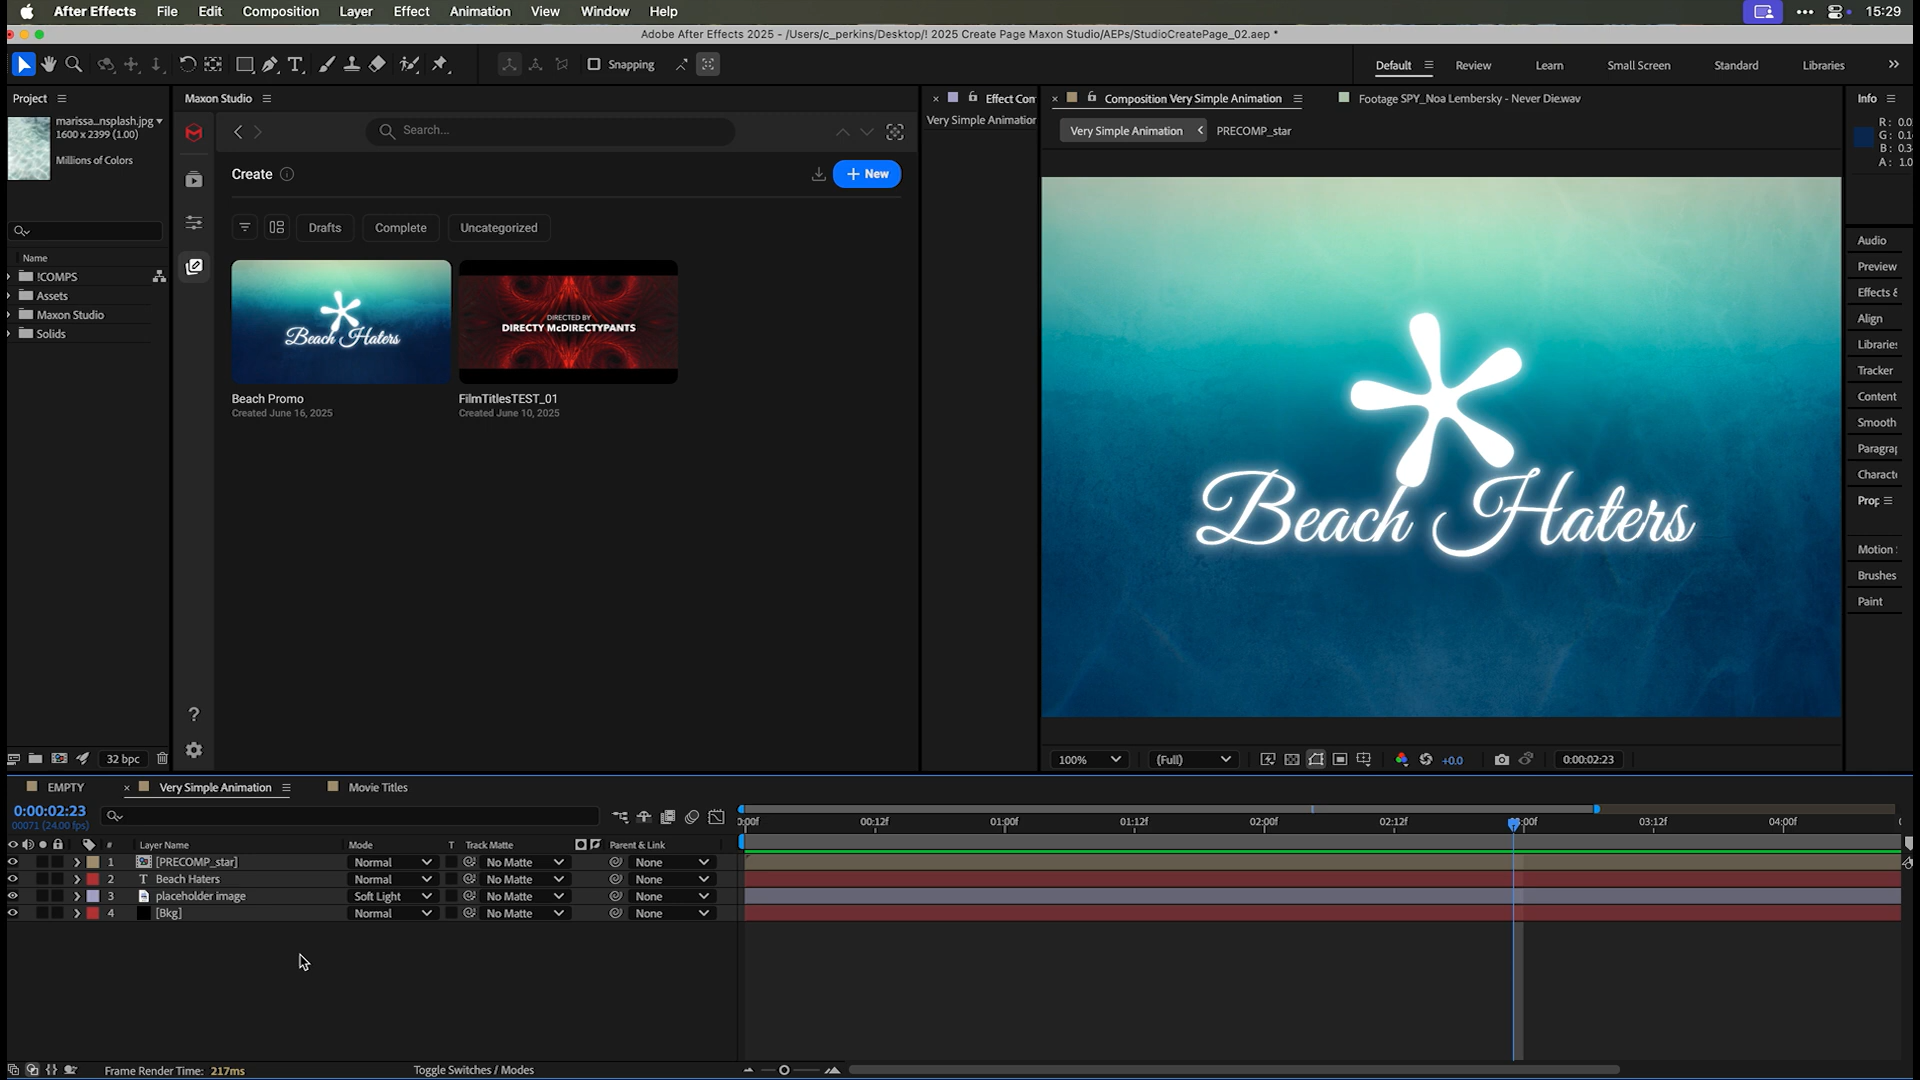 After Effects File Edit Composition Layer Effect Animation View Window Help 15:29
Adobe After Effects 2025 - /Users/c_perkins/Desktop/! 2025 Create Page Maxon Studio/AEPs/StudioCreatePage_02.aep *
Snapping Default Review Learn Small Screen Standard Libraries
Project
marissa...nsplash.jpg
1600 x 2399 (1.00)
Millions of Colors
Name
!COMPS
Assets
Maxon Studio
Solids
32 bpc
Maxon Studio
Search...
Create
+ New
Drafts Complete Uncategorized
Beach Haters
DIRECTED BY
DIRECTY McDIRECTYPANTS
Beach Promo
Created June 16, 2025
FilmTitlesTEST_01
Created June 10, 2025
Effect Con
Very Simple Animation
Composition Very Simple Animation
Footage SPY_Noa Lembersky - Never Die.wav
Very Simple Animation PRECOMP_star
Beach Haters
100% (Full) +0.0 0:00:02:23
Info
R: 0.0
G: 0.1
B: 0.3
A: 1.0
Audio
Preview
Effects &
Align
Libraries
Tracker
Content
Smooth
Paragra
Characte
Prop
Motion
Brushes
Paint
EMPTY Very Simple Animation Movie Titles
0:00:02:23
00071 (24.00 fps)
# Layer Name Mode T Track Matte Parent & Link
1 [PRECOMP_star] Normal No Matte None
2 T Beach Haters Normal No Matte None
3 placeholder image Soft Light No Matte None
4 [Bkg] Normal No Matte None
00:12f 01:00f 01:12f 02:00f 02:12f 03:12f 04:00f
Frame Render Time: 217ms
Toggle Switches / Modes